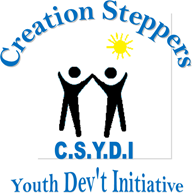 Creation Steppers
C.S.Y.D.I
Youth Dev't Initiative